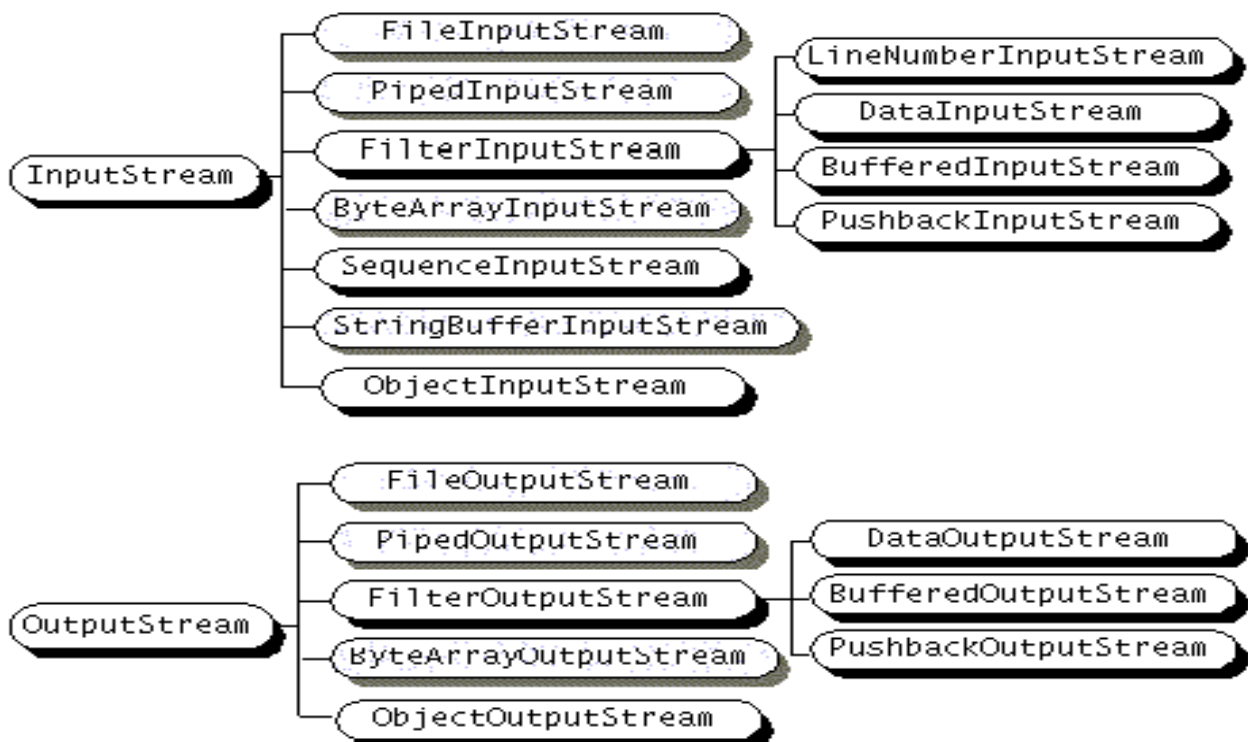 FileInputStream
LineNumberInputStream
PipedInputStream
DataInputStream
FilterInputStream
BufferedInputStream
InputStream
ByteArrayInputStream
PushbackInputStream
SequenceInputStream
StringBufferInputStream
ObjectInputStream
FileOutputStream
PipedOutputStream
DataOutputStream
FilterOutputStream
BufferedOutputStream
OutputStream
ByteArrayOutputStream
PushbackOutputStream
ObjectOutputStream